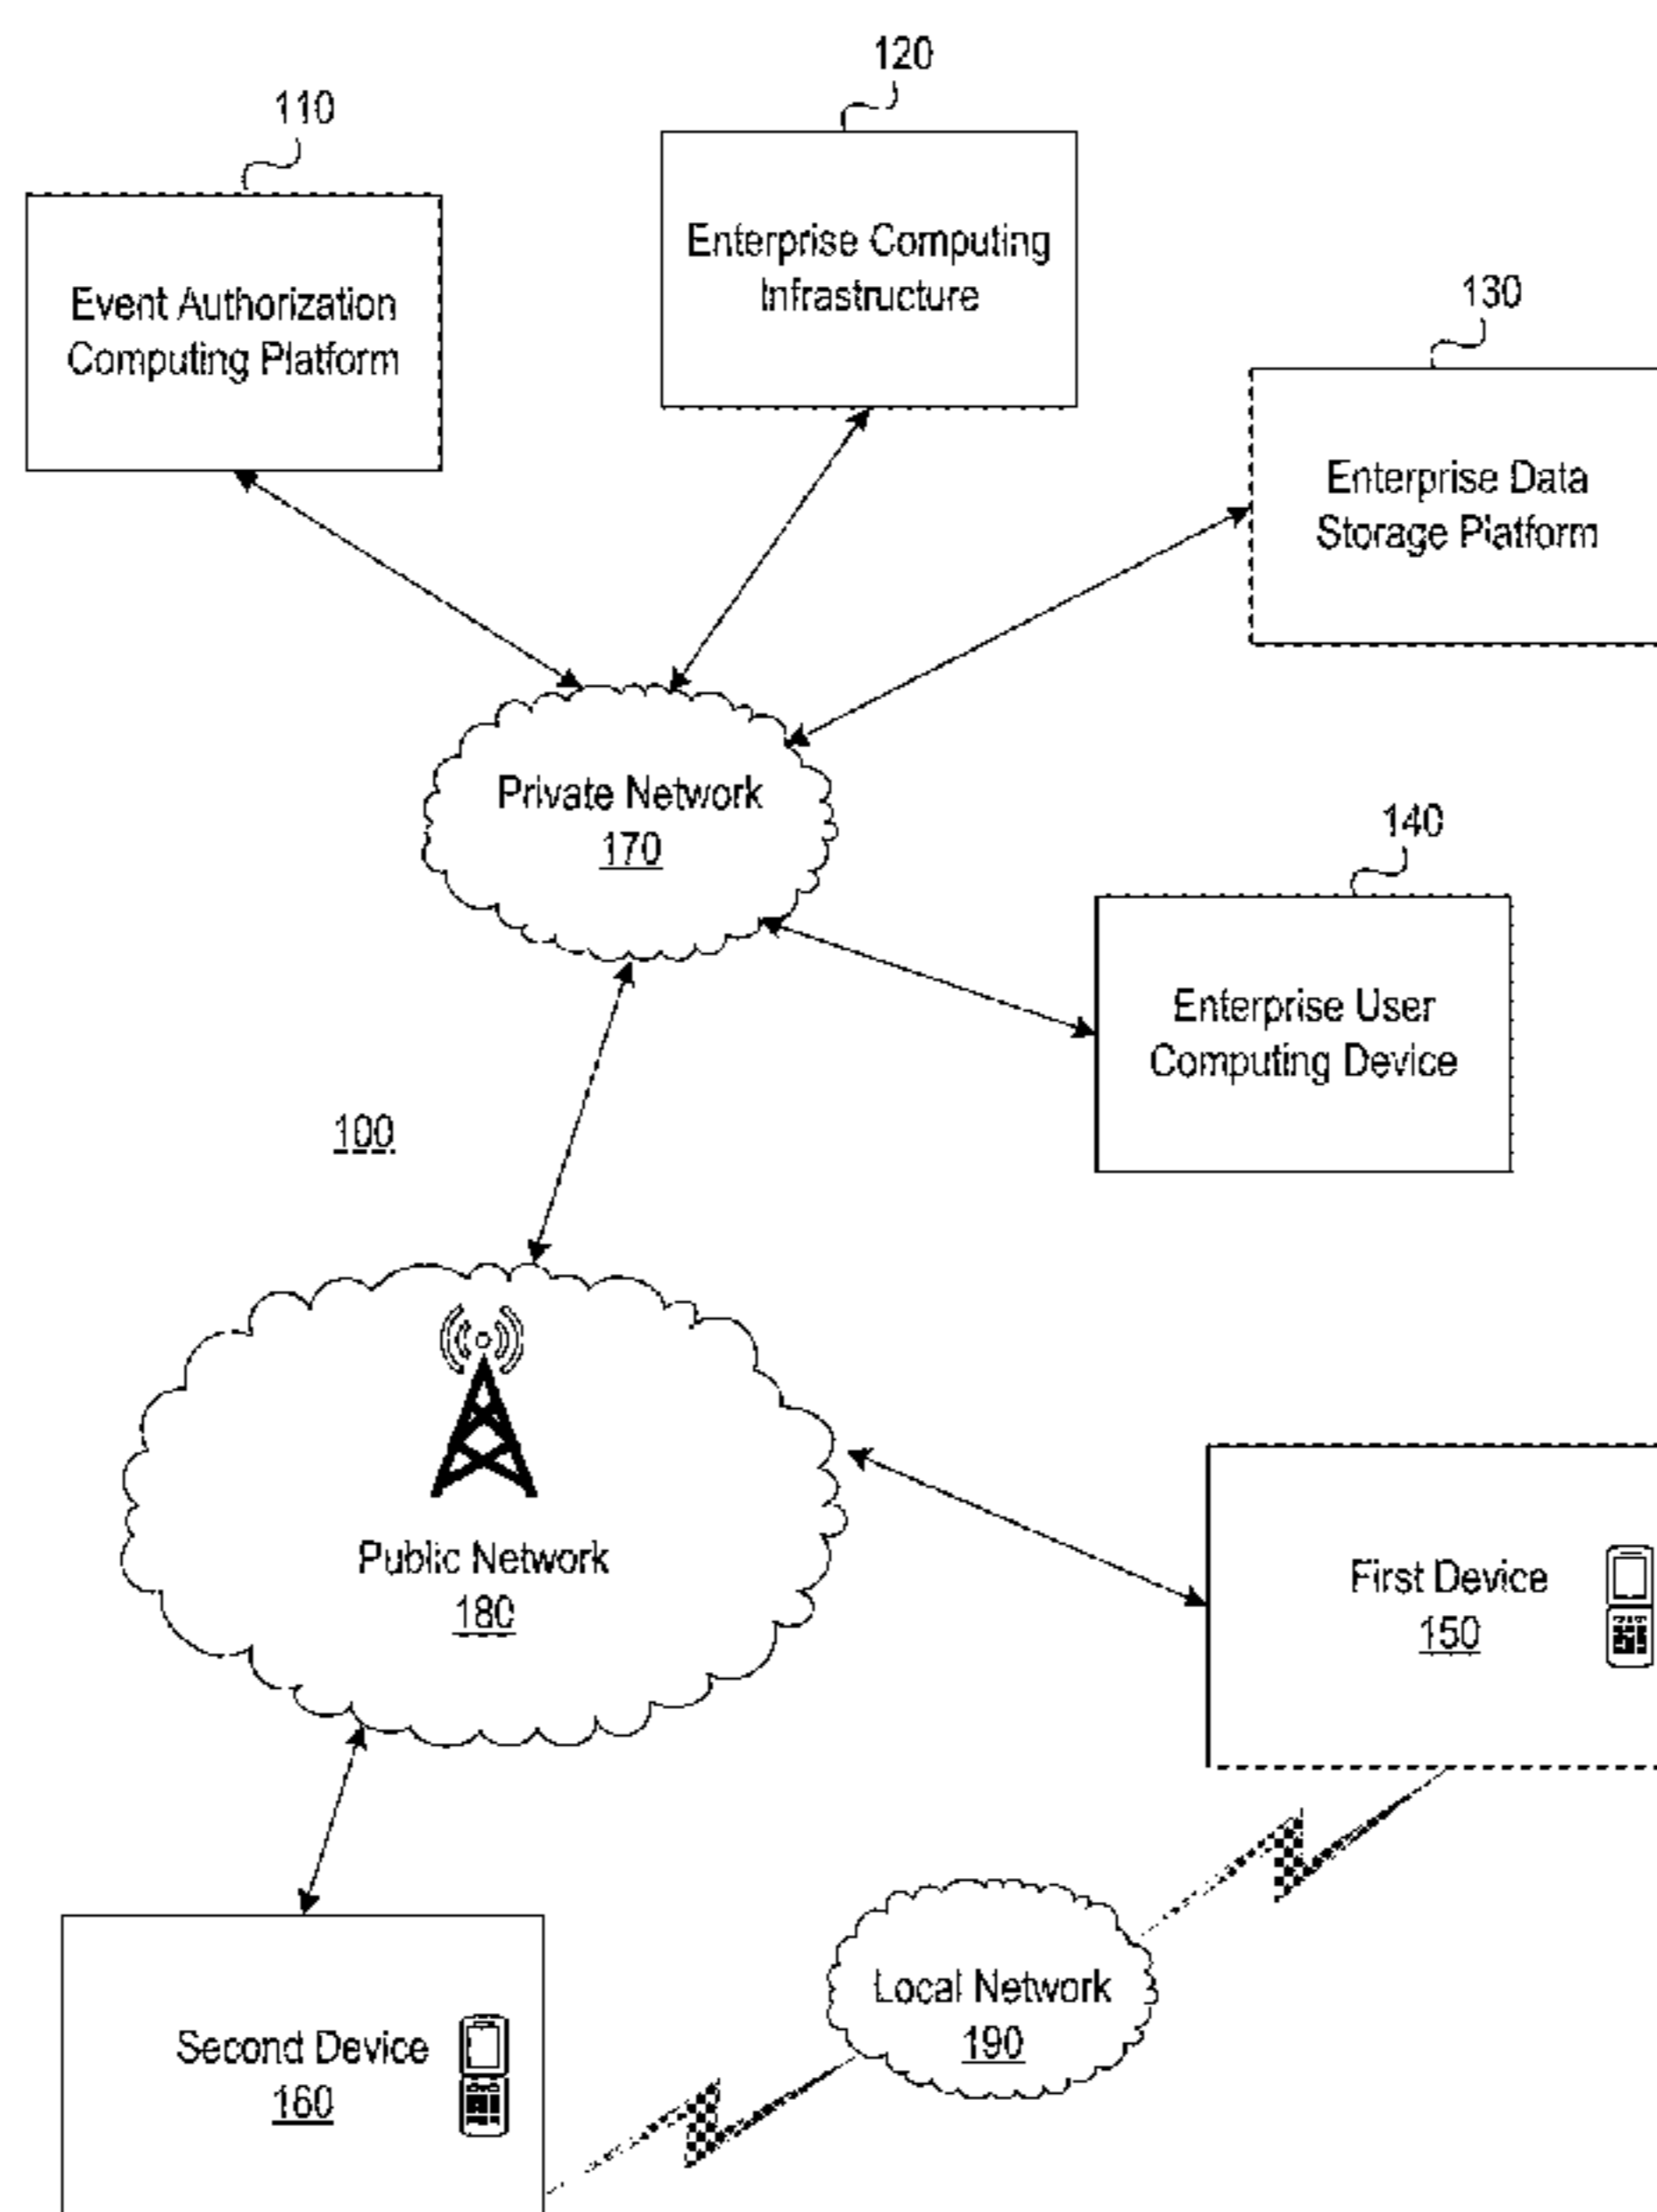 120
110
Enterprise Computing
Infrastructure
Event Authorization
Computing Platform
130
Enterprise Data
Storage Platform
Private Network
170
140
Enterprise User
Computing Device
100
Public Network
180
First Device
150
Local Network
190
Second Device
160